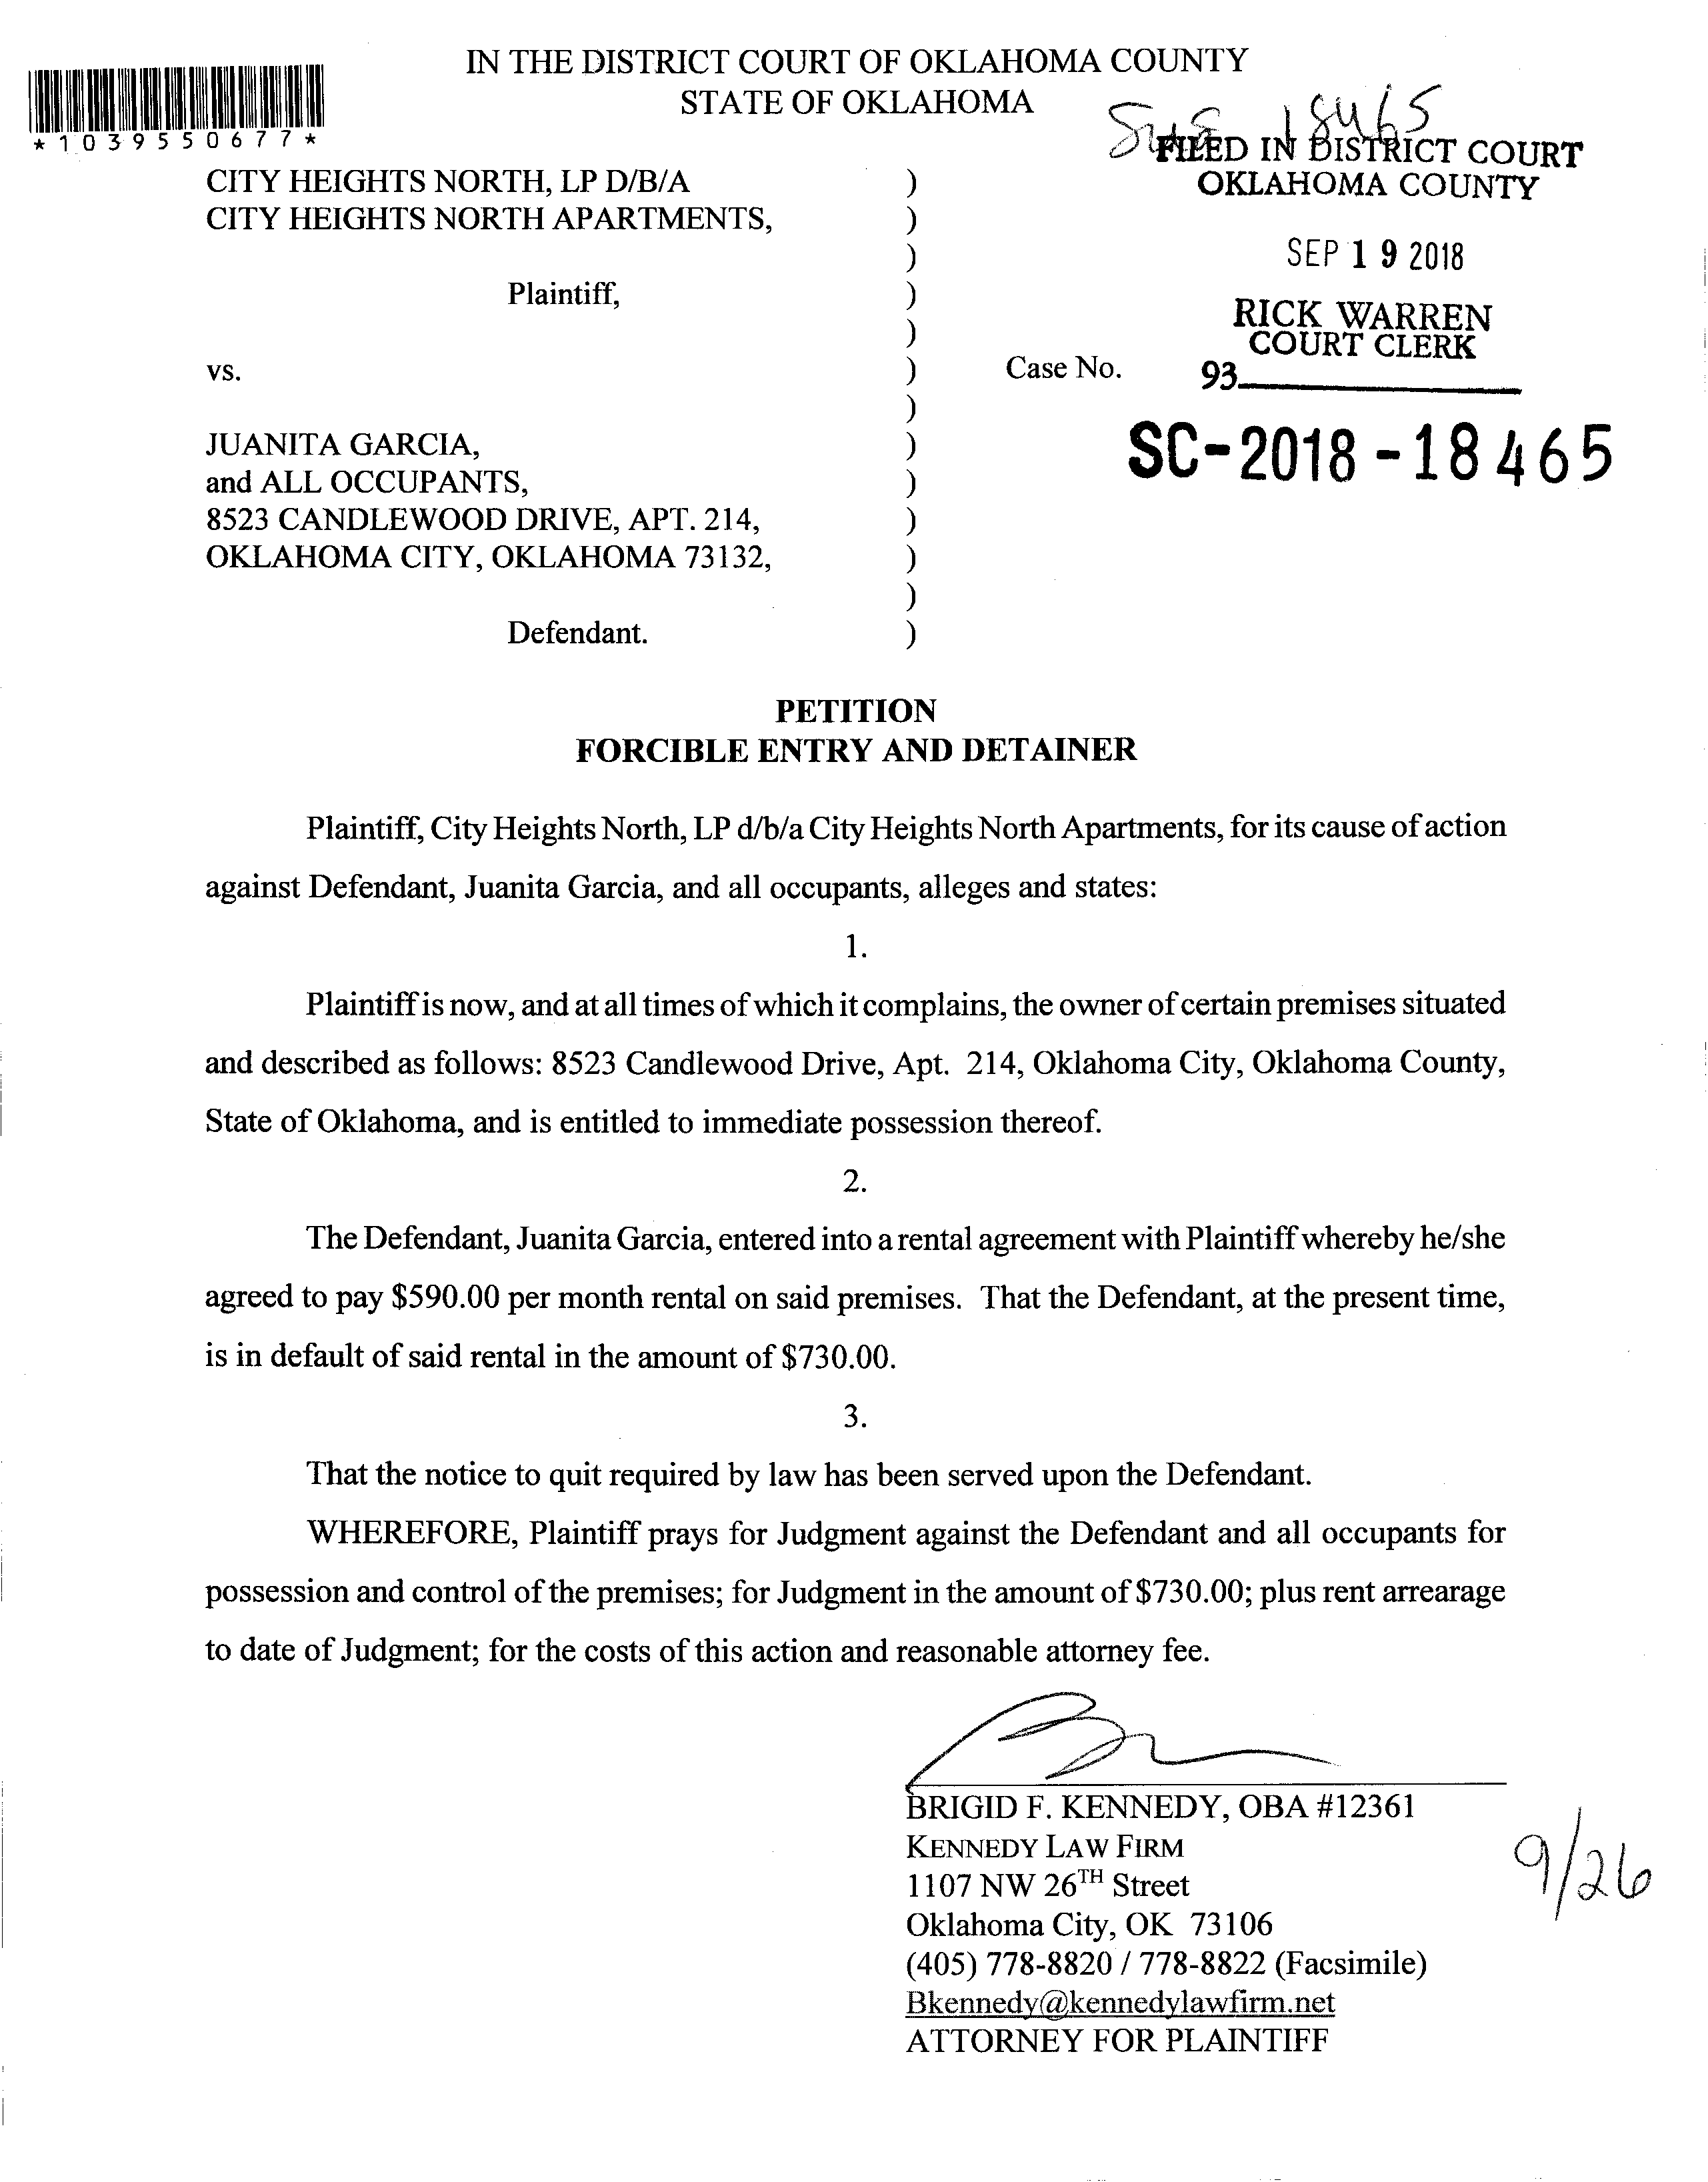 IN THE DISTRICT COURT OF OKLAHOMA COUNTY
STATE OF OKLAHOMA
*1039550677*
18465
FILED IN DISTRICT COURT
OKLAHOMA COUNTY
SEP 19 2018
RICK WARREN
COURT CLERK
93
CITY HEIGHTS NORTH, LP D/B/A )
CITY HEIGHTS NORTH APARTMENTS, )
)
Plaintiff, )
)
vs. ) Case No.
)
SC-2018-18465
JUANITA GARCIA, )
and ALL OCCUPANTS, )
8523 CANDLEWOOD DRIVE, APT. 214, )
OKLAHOMA CITY, OKLAHOMA 73132, )
)
Defendant. )
PETITION
FORCIBLE ENTRY AND DETAINER
Plaintiff, City Heights North, LP d/b/a City Heights North Apartments, for its cause of action
against Defendant, Juanita Garcia, and all occupants, alleges and states:
1.
Plaintiff is now, and at all times of which it complains, the owner of certain premises situated
and described as follows: 8523 Candlewood Drive, Apt. 214, Oklahoma City, Oklahoma County,
State of Oklahoma, and is entitled to immediate possession thereof.
2.
The Defendant, Juanita Garcia, entered into a rental agreement with Plaintiff whereby he/she
agreed to pay $590.00 per month rental on said premises. That the Defendant, at the present time,
is in default of said rental in the amount of $730.00.
3.
That the notice to quit required by law has been served upon the Defendant.
WHEREFORE, Plaintiff prays for Judgment against the Defendant and all occupants for
possession and control of the premises; for Judgment in the amount of $730.00; plus rent arrearage
to date of Judgment; for the costs of this action and reasonable attorney fee.
BRIGID F. KENNEDY, OBA #12361
KENNEDY LAW FIRM
1107 NW 26TH Street
Oklahoma City, OK 73106
(405) 778-8820 / 778-8822 (Facsimile)
Bkennedy@kennedylawfirm.net
ATTORNEY FOR PLAINTIFF
9/26